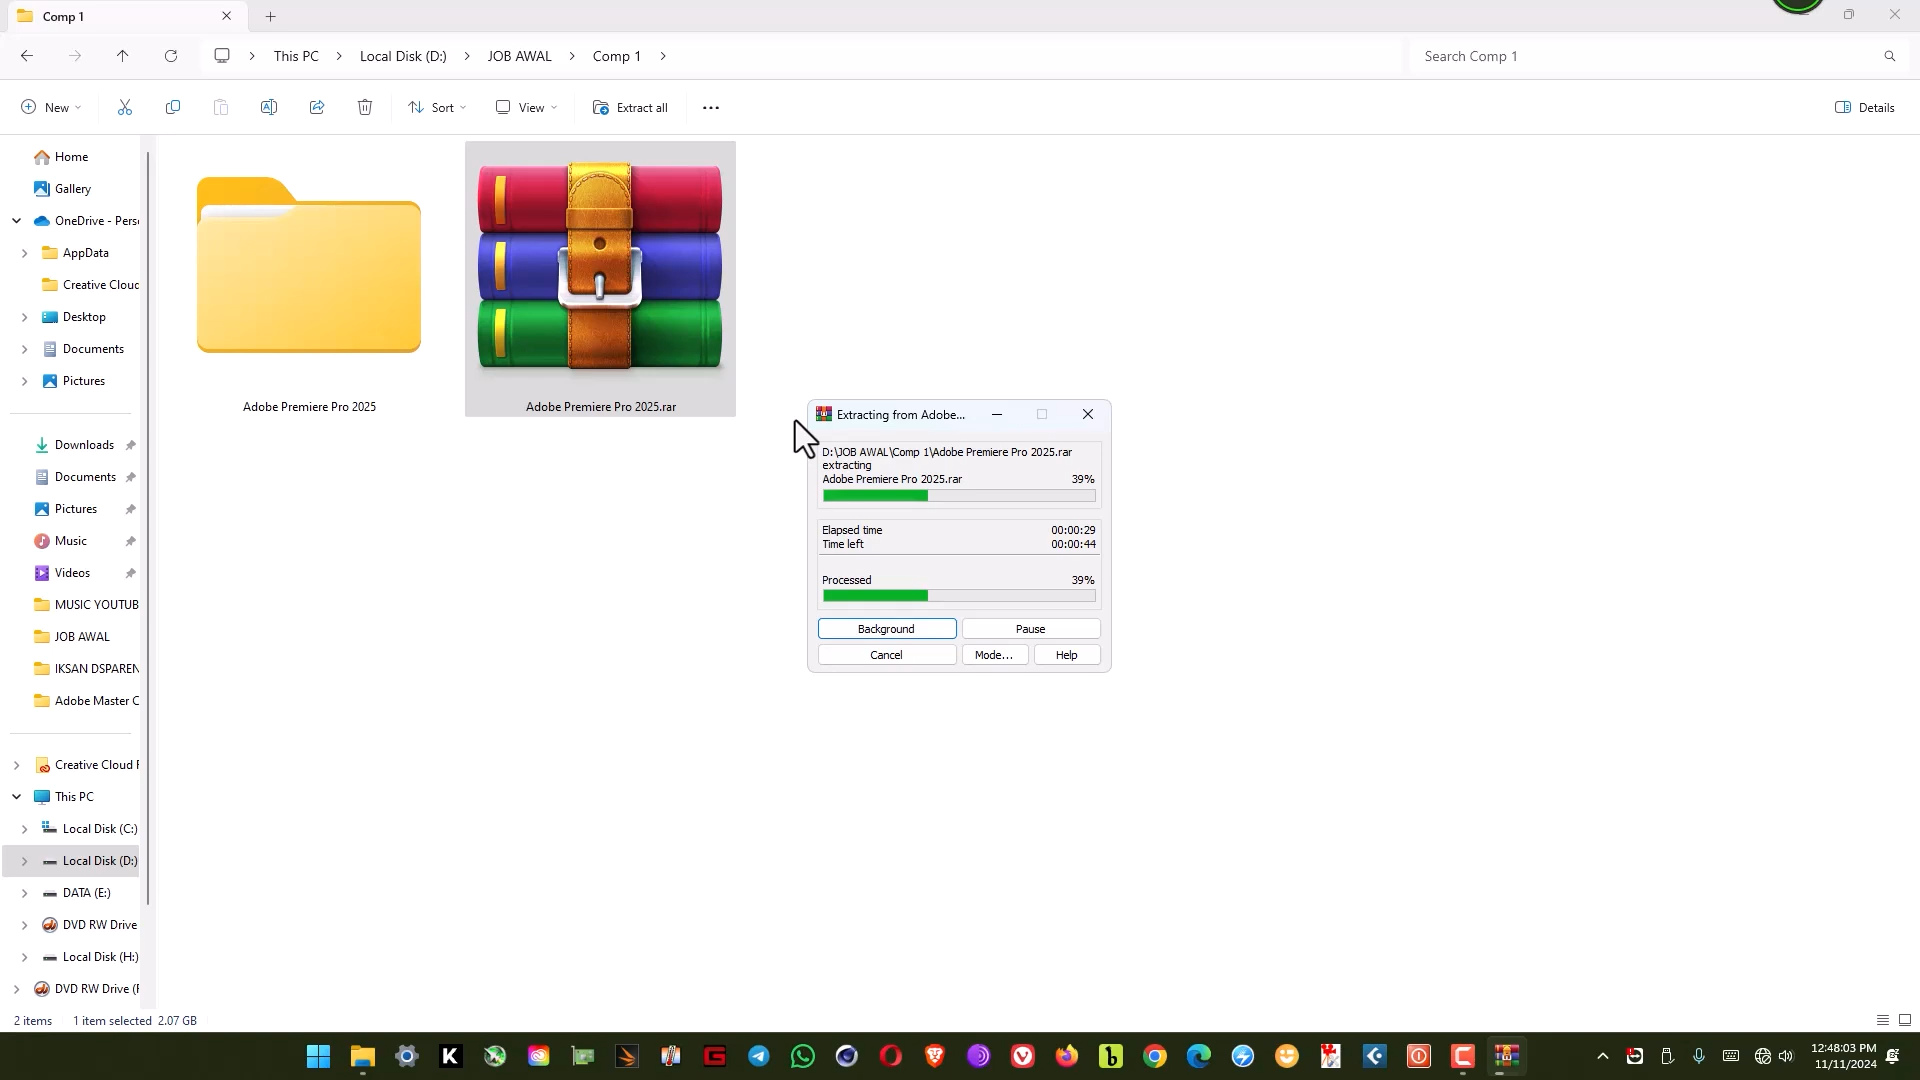 Comp 1
This PC
Local Disk (D:)
JOB AWAL
Comp 1
Search Comp 1
New
Sort
View
Extract all
Details
Home
Gallery
OneDrive - Pers
AppData
Creative Cloud
Desktop
Documents
Pictures
Downloads
Documents
Pictures
Music
Videos
MUSIC YOUTUB
JOB AWAL
IKSAN DSPAREN
Adobe Master C
Creative Cloud F
This PC
Local Disk (C:)
Local Disk (D:)
DATA (E:)
DVD RW Drive
Local Disk (H:)
DVD RW Drive (F
Adobe Premiere Pro 2025
Adobe Premiere Pro 2025.rar
Extracting from Adobe...
D:\JOB AWAL\Comp 1\Adobe Premiere Pro 2025.rar
extracting
Adobe Premiere Pro 2025.rar 39%
Elapsed time 00:00:29
Time left 00:00:44
Processed 39%
Background
Pause
Cancel
Mode...
Help
2 items 1 item selected 2.07 GB
12:48:03 PM
11/11/2024